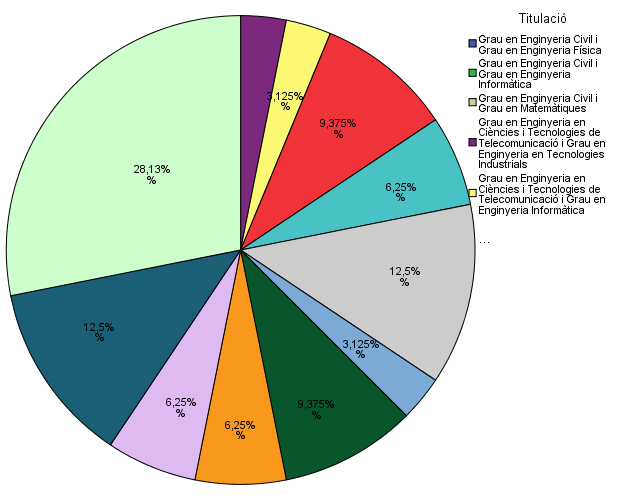 Titulació
Grau en Enginyeria Civil i
Grau en Enginyeria Física
Grau en Enginyeria Civil i
Grau en Enginyeria
Informàtica
Grau en Enginyeria Civil i
Grau en Matemàtiques
Grau en Enginyeria en
Ciències i Tecnologies de
Telecomunicació i Grau en
Enginyeria en Tecnologies
Industrials
Grau en Enginyeria en
Ciències i Tecnologies de
Telecomunicació i Grau en
Enginyeria Informàtica
...
3,125%
%
9,375%
%
6,25%
%
12,5%
%
3,125%
%
9,375%
%
6,25%
%
6,25%
%
12,5%
%
28,13%
%